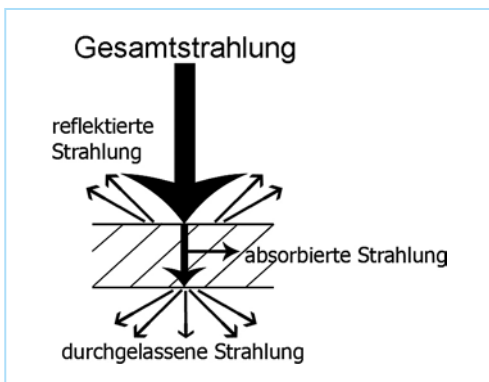 Gesamtstrahlung
reflektierte
Strahlung
absorbierte Strahlung
durchgelassene Strahlung